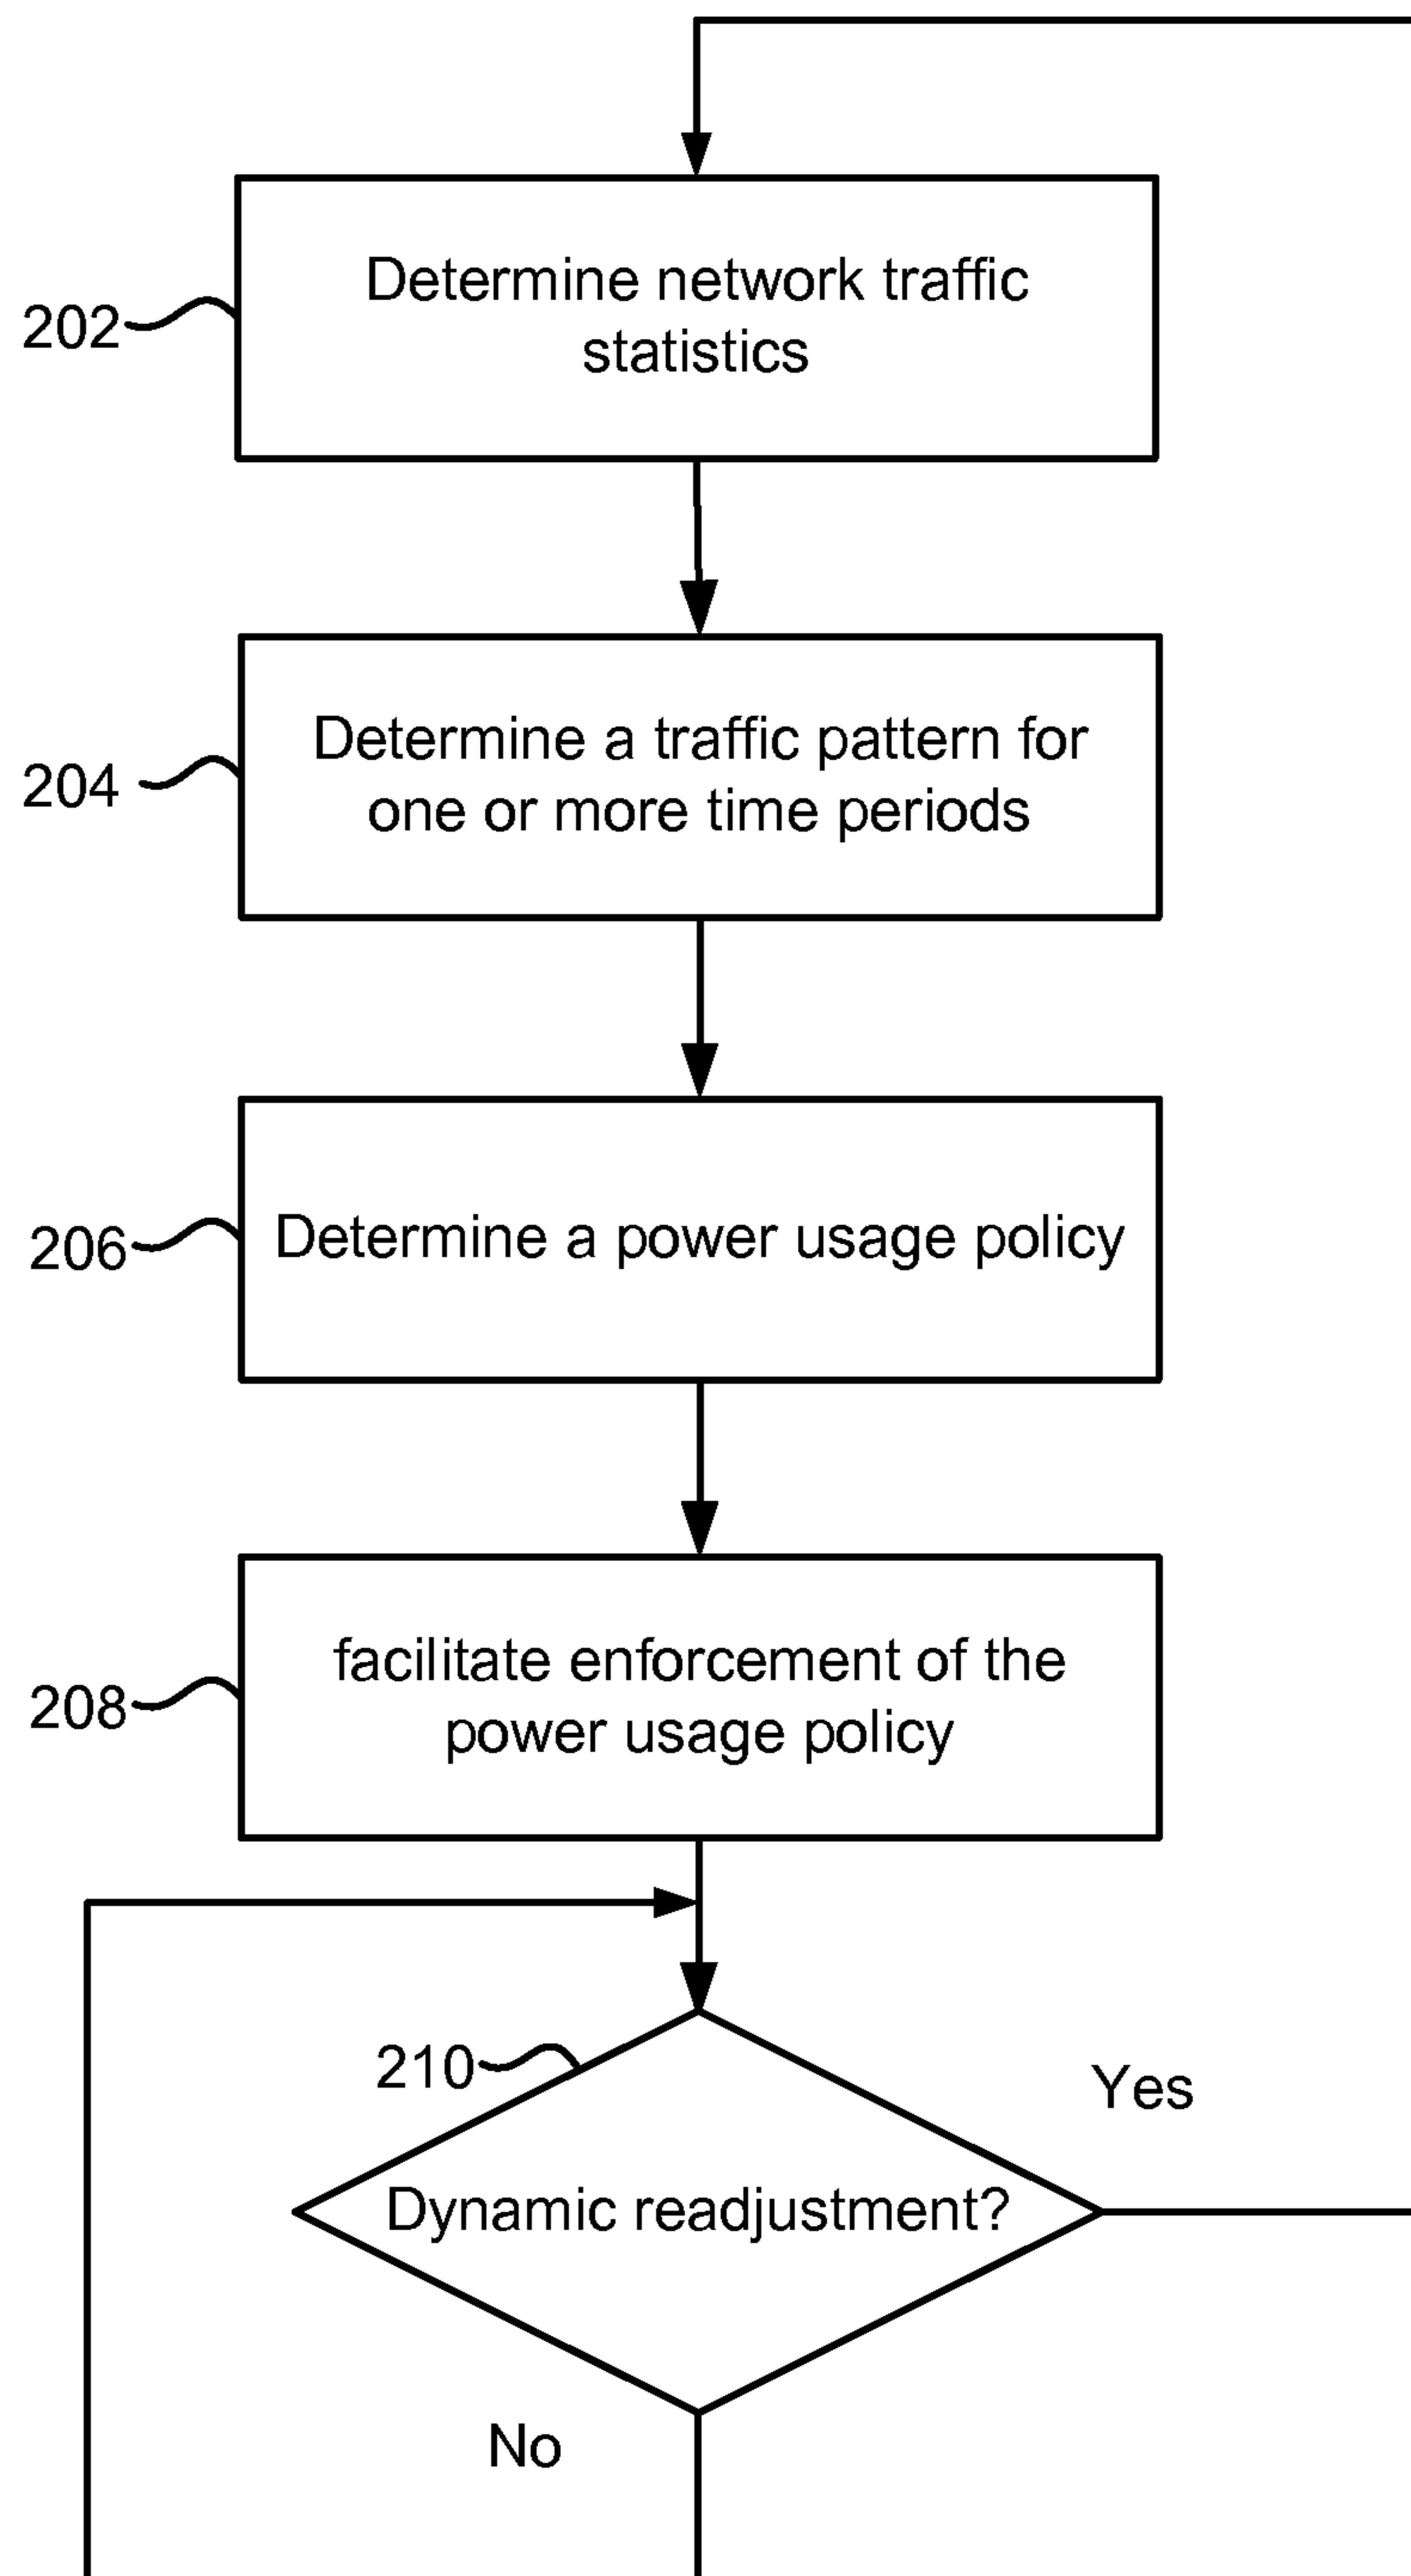 Determine network traffic
statistics
202
Determine a traffic pattern for
one or more time periods
204
Determine a power usage policy
206
facilitate enforcement of the
power usage policy
208
210
Yes
Dynamic readjustment?
No